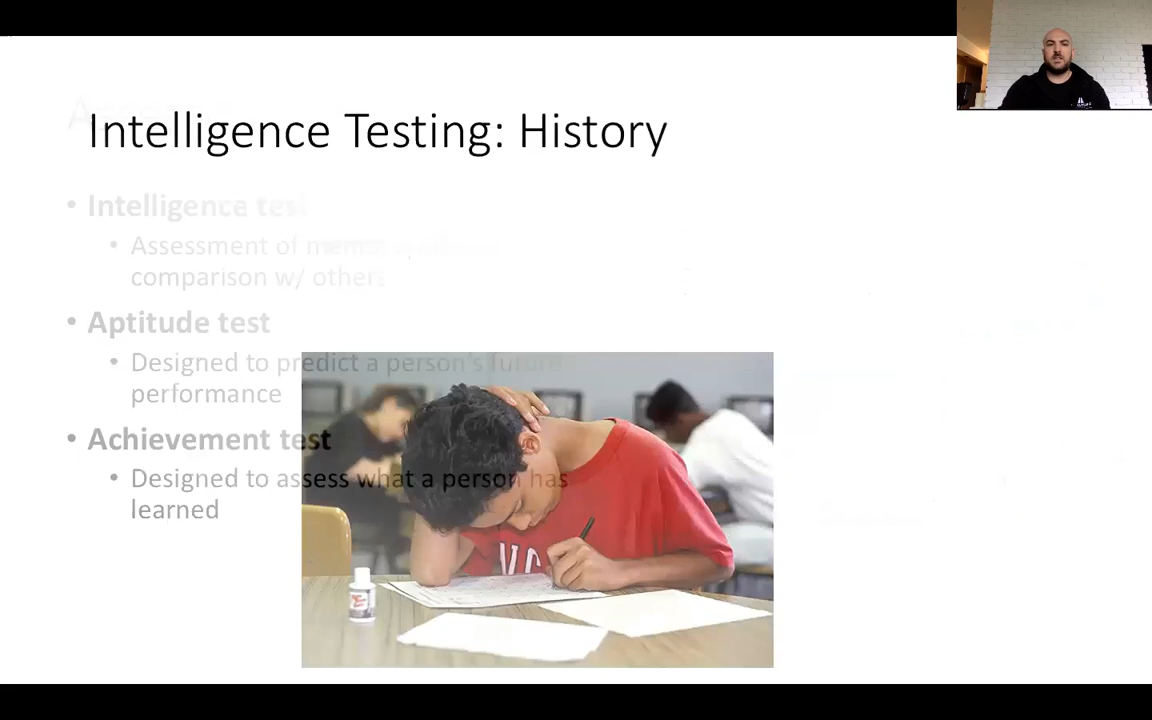 Intelligence Testing: History
• Intelligence test
• Assessment of
comparison w/ others
• Aptitude test
• Designed to predict a person's future
performance
• Achievement test
• Designed to assess what a person has
learned